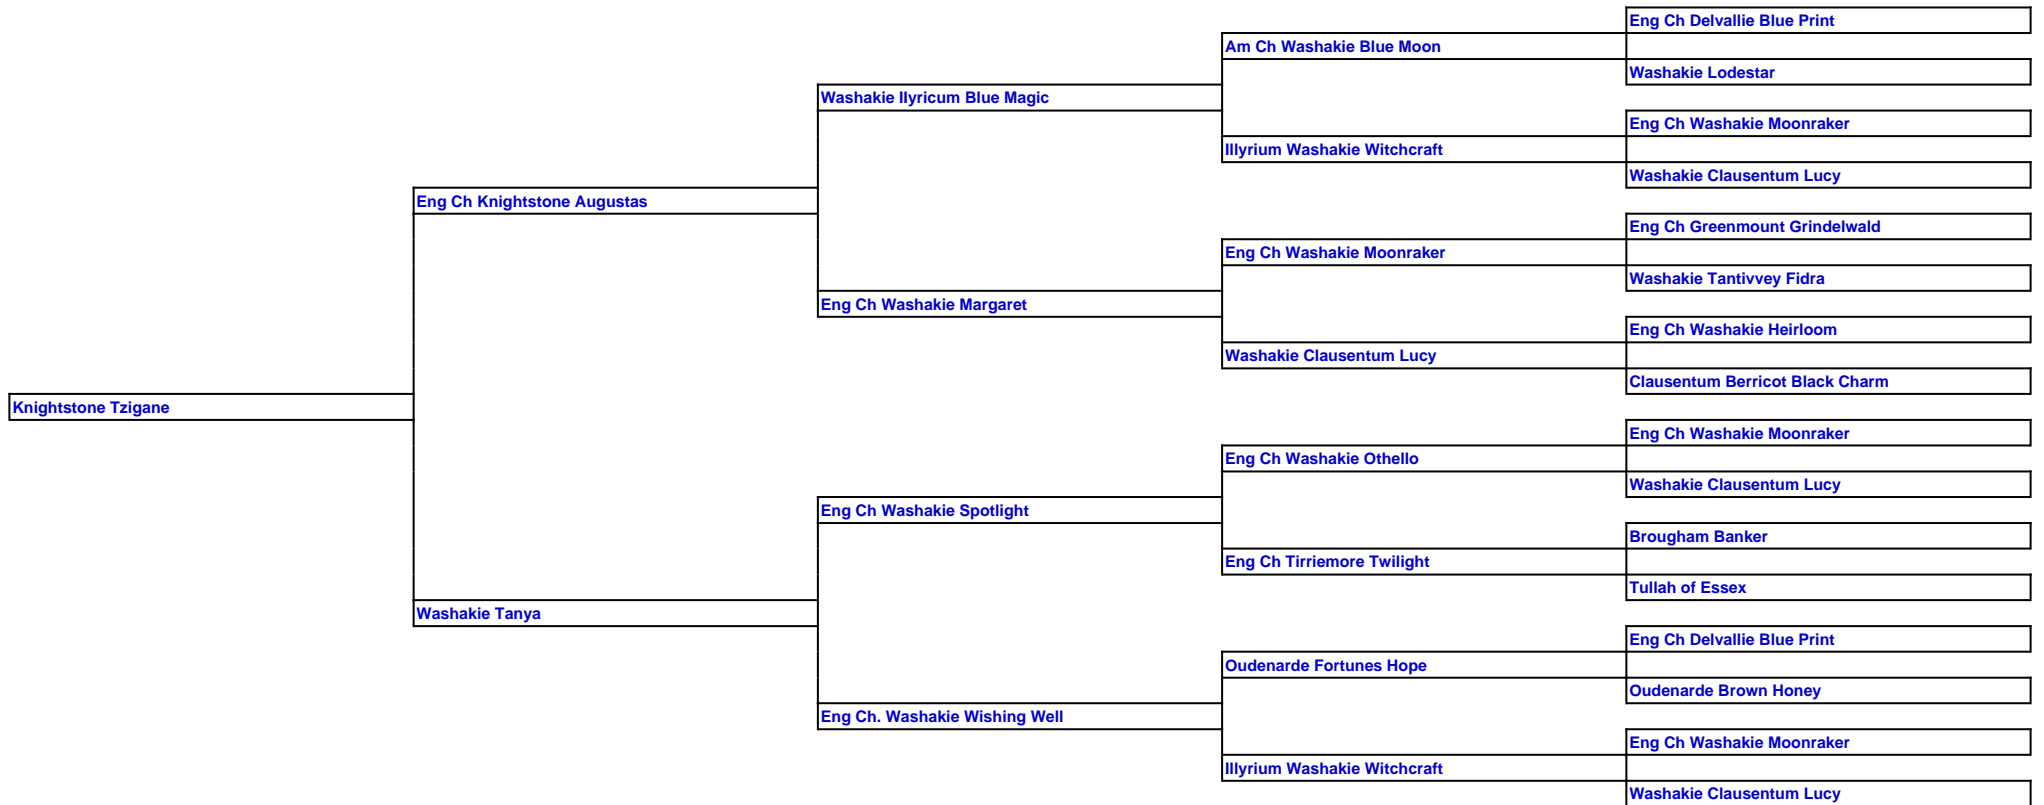 Eng Ch Delvallie Blue Print
Am Ch Washakie Blue Moon
Washakie Lodestar
Washakie Ilyricum Blue Magic
Eng Ch Washakie Moonraker
Illyrium Washakie Witchcraft
Washakie Clausentum Lucy
Eng Ch Knightstone Augustas
Eng Ch Greenmount Grindelwald
Eng Ch Washakie Moonraker
Washakie Tantivvey Fidra
Eng Ch Washakie Margaret
Eng Ch Washakie Heirloom
Washakie Clausentum Lucy
Clausentum Berricot Black Charm
Knightstone Tzigane
Eng Ch Washakie Moonraker
Eng Ch Washakie Othello
Washakie Clausentum Lucy
Eng Ch Washakie Spotlight
Brougham Banker
Eng Ch Tirriemore Twilight
Tullah of Essex
Washakie Tanya
Eng Ch Delvallie Blue Print
Oudenarde Fortunes Hope
Oudenarde Brown Honey
Eng Ch. Washakie Wishing Well
Eng Ch Washakie Moonraker
Illyrium Washakie Witchcraft
Washakie Clausentum Lucy